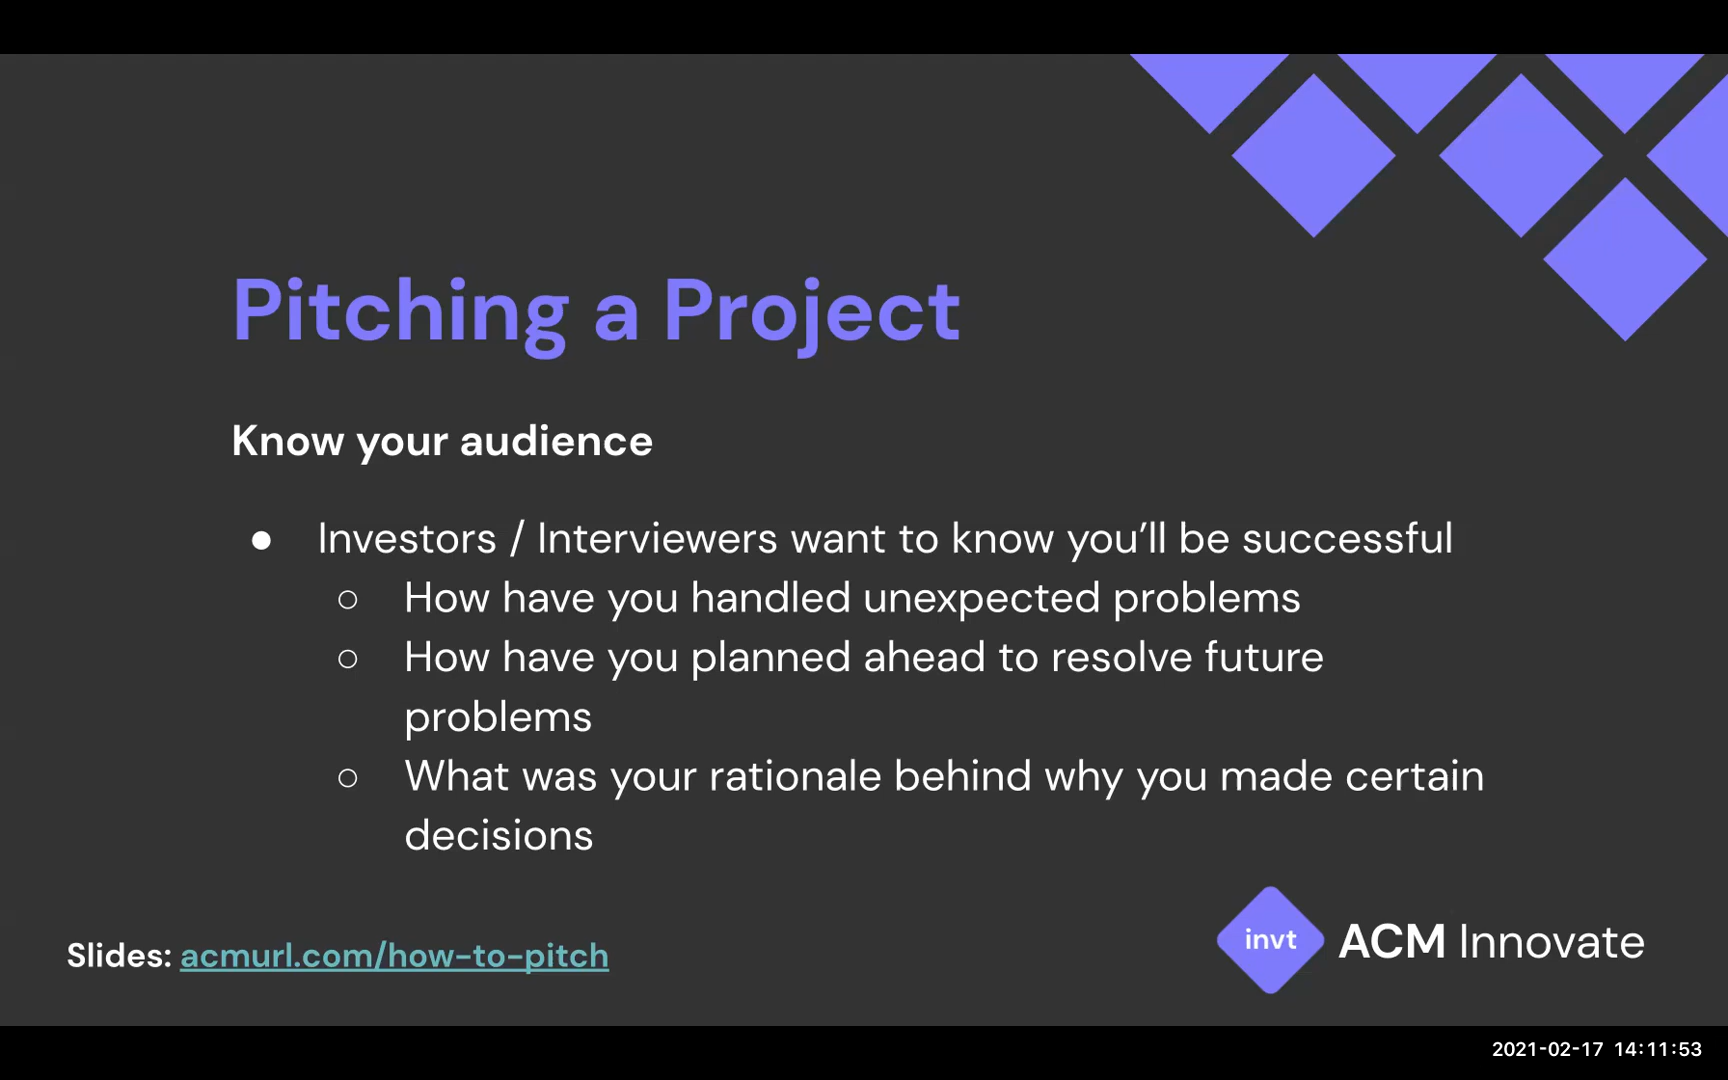 Pitching a Project
Know your audience
● Investors / Interviewers want to know you’ll be successful
○ How have you handled unexpected problems
○ How have you planned ahead to resolve future
problems
○ What was your rationale behind why you made certain
decisions
Slides: acmurl.com/how-to-pitch
invt ACM Innovate
2021-02-17 14:11:53